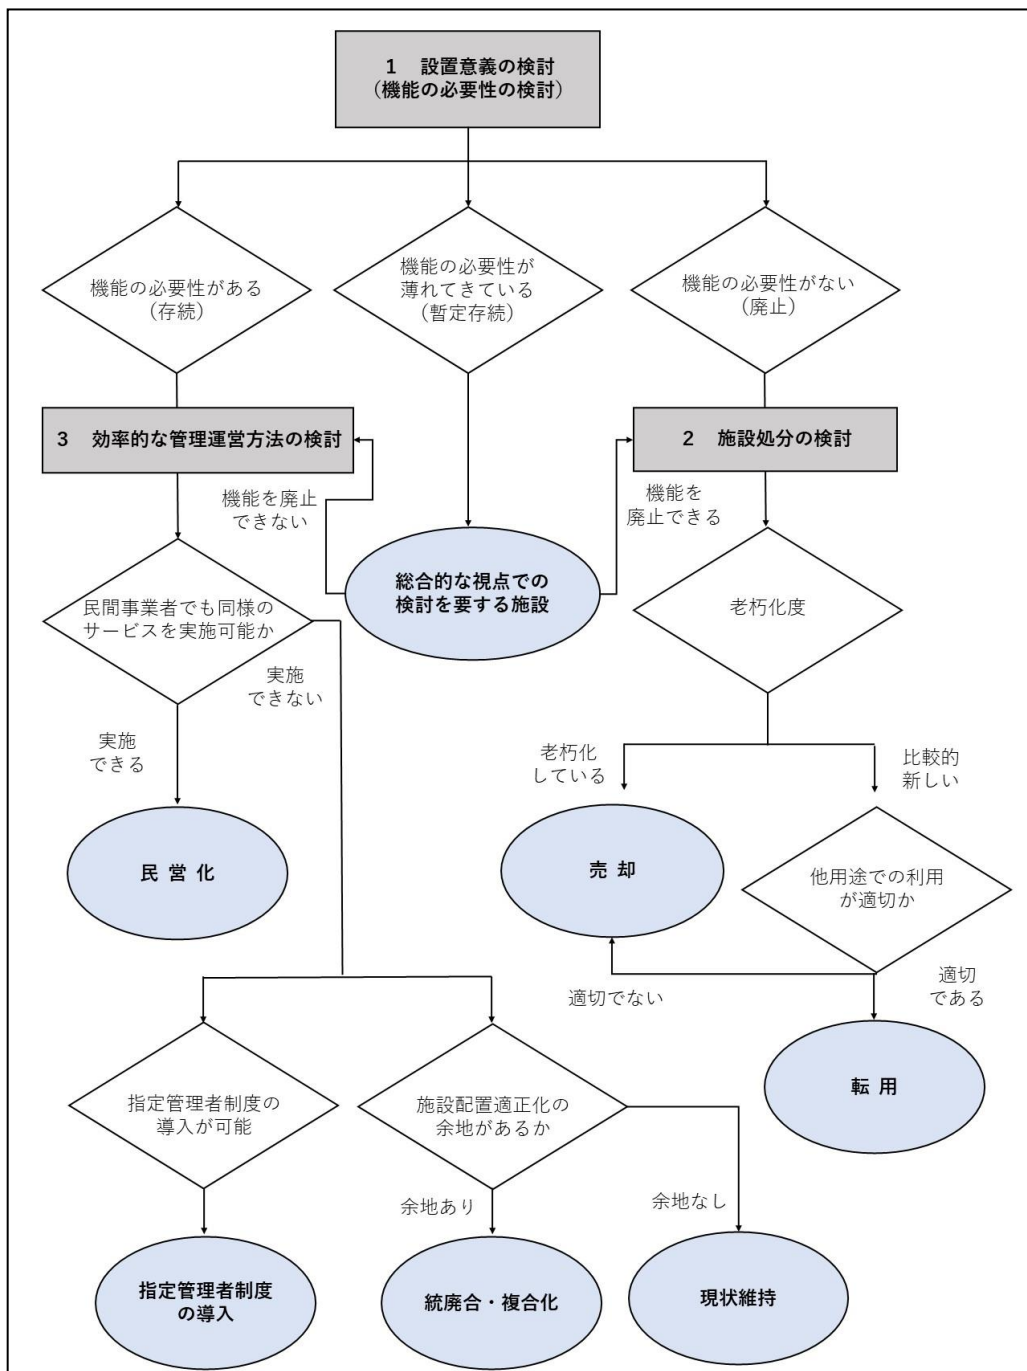 1 設置意義の検討
(機能の必要性の検討)
機能の必要性がある
(存続)
機能の必要性が
薄れてきている
(暫定存続)
機能の必要性がない
(廃止)
3 効率的な管理運営方法の検討
2 施設処分の検討
機能を廃止
できない
機能を
廃止できる
総合的な視点での
検討を要する施設
民間事業者でも同様の
サービスを実施可能か
老朽化度
実施
できない
実施
できる
老朽化
している
比較的
新しい
民 営 化
売 却
他用途での利用
が適切か
適切でない
適切
である
転 用
指定管理者制度の
導入が可能
施設配置適正化の
余地があるか
余地あり
余地なし
指定管理者制度
の導入
統廃合・複合化
現状維持